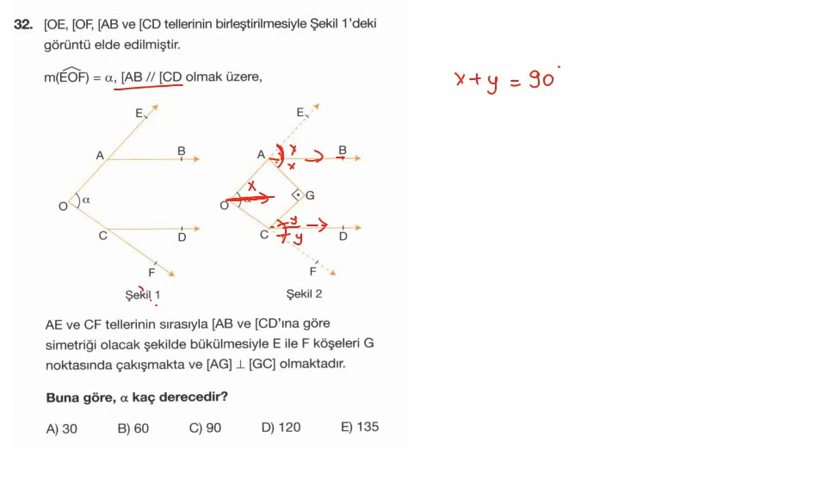 32. [OE, [OF, [AB ve [CD tellerinin birleştirilmesiyle Şekil 1'deki
görüntü elde edilmiştir.
m(EOF) = α, [AB // [CD olmak üzere,
x + y = 90°
E
A
B
O
α
C
D
F
Şekil 1
E
A
x
B
x
x
G
O
C
y
y
D
F
Şekil 2
AE ve CF tellerinin sırasıyla [AB ve [CD'ına göre
simetriği olacak şekilde bükülmesiyle E ile F köşeleri G
noktasında çakışmakta ve [AG] ⊥ [GC] olmaktadır.
Buna göre, α kaç derecedir?
A) 30 B) 60 C) 90 D) 120 E) 135